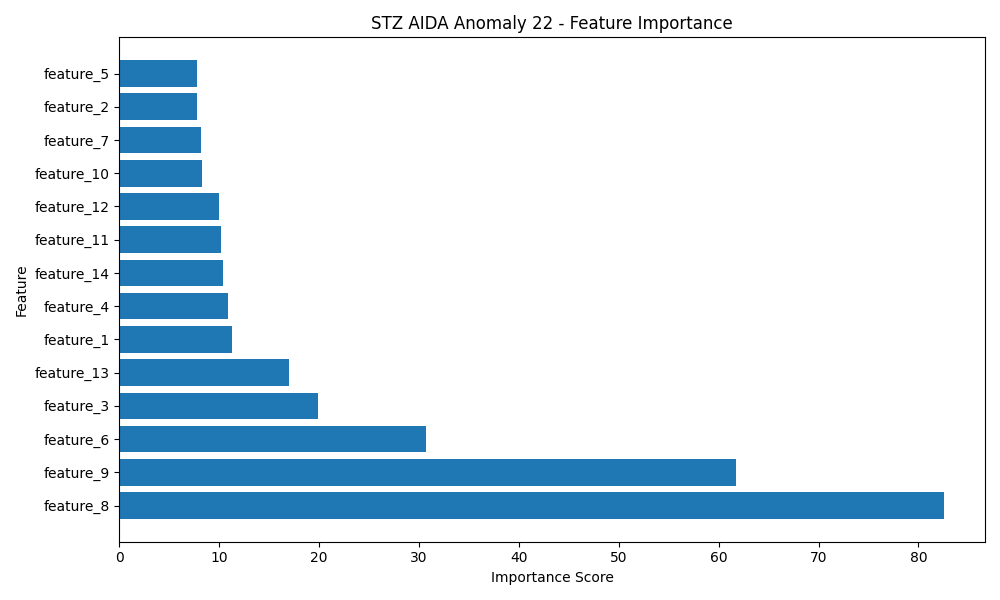 STZ AIDA Anomaly 22 - Feature Importance
feature_5
feature_2
feature_7
feature_10
feature_12
feature_11
feature_14
feature_4
feature_1
feature_13
feature_3
feature_6
feature_9
feature_8
Feature
0 10 20 30 40 50 60 70 80
Importance Score